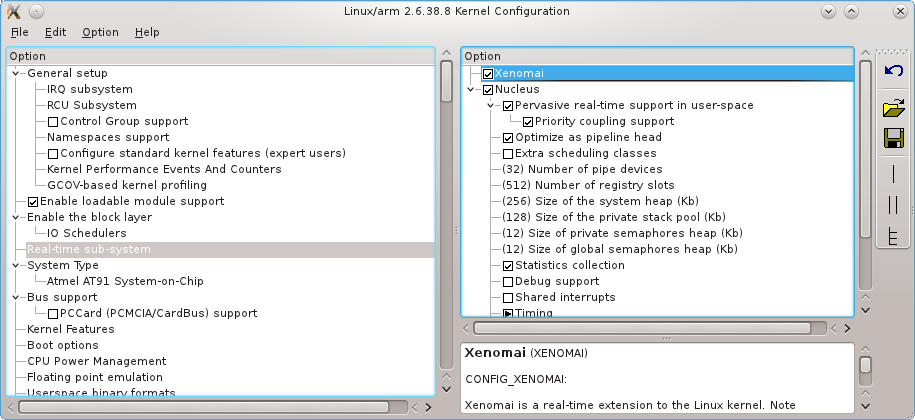 Linux/arm 2.6.38.8 Kernel Configuration
File Edit Option Help
Option
General setup
IRQ subsystem
RCU Subsystem
Control Group support
Namespaces support
Configure standard kernel features (expert users)
Kernel Performance Events And Counters
GCOV-based kernel profiling
Enable loadable module support
Enable the block layer
IO Schedulers
Real-time sub-system
System Type
Atmel AT91 System-on-Chip
Bus support
PCCard (PCMCIA/CardBus) support
Kernel Features
Boot options
CPU Power Management
Floating point emulation
Userspace binary formats
Option
Xenomai
Nucleus
Pervasive real-time support in user-space
Priority coupling support
Optimize as pipeline head
Extra scheduling classes
(32) Number of pipe devices
(512) Number of registry slots
(256) Size of the system heap (Kb)
(128) Size of the private stack pool (Kb)
(12) Size of private semaphores heap (Kb)
(12) Size of global semaphores heap (Kb)
Statistics collection
Debug support
Shared interrupts
Timing
Xenomai (XENOMAI)
CONFIG_XENOMAI:
Xenomai is a real-time extension to the Linux kernel. Note